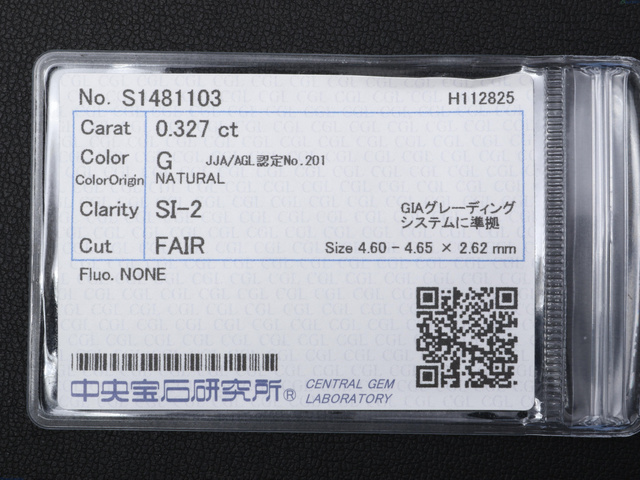 No. S1481103 H112825
Carat 0.327 ct
Color G JJA/AGL認定No.201
ColorOrigin NATURAL
Clarity SI-2 GIAグレーディング
システムに準拠
Cut FAIR Size 4.60 - 4.65 × 2.62 mm
Fluo. NONE
中央宝石研究所® CENTRAL GEM
LABORATORY